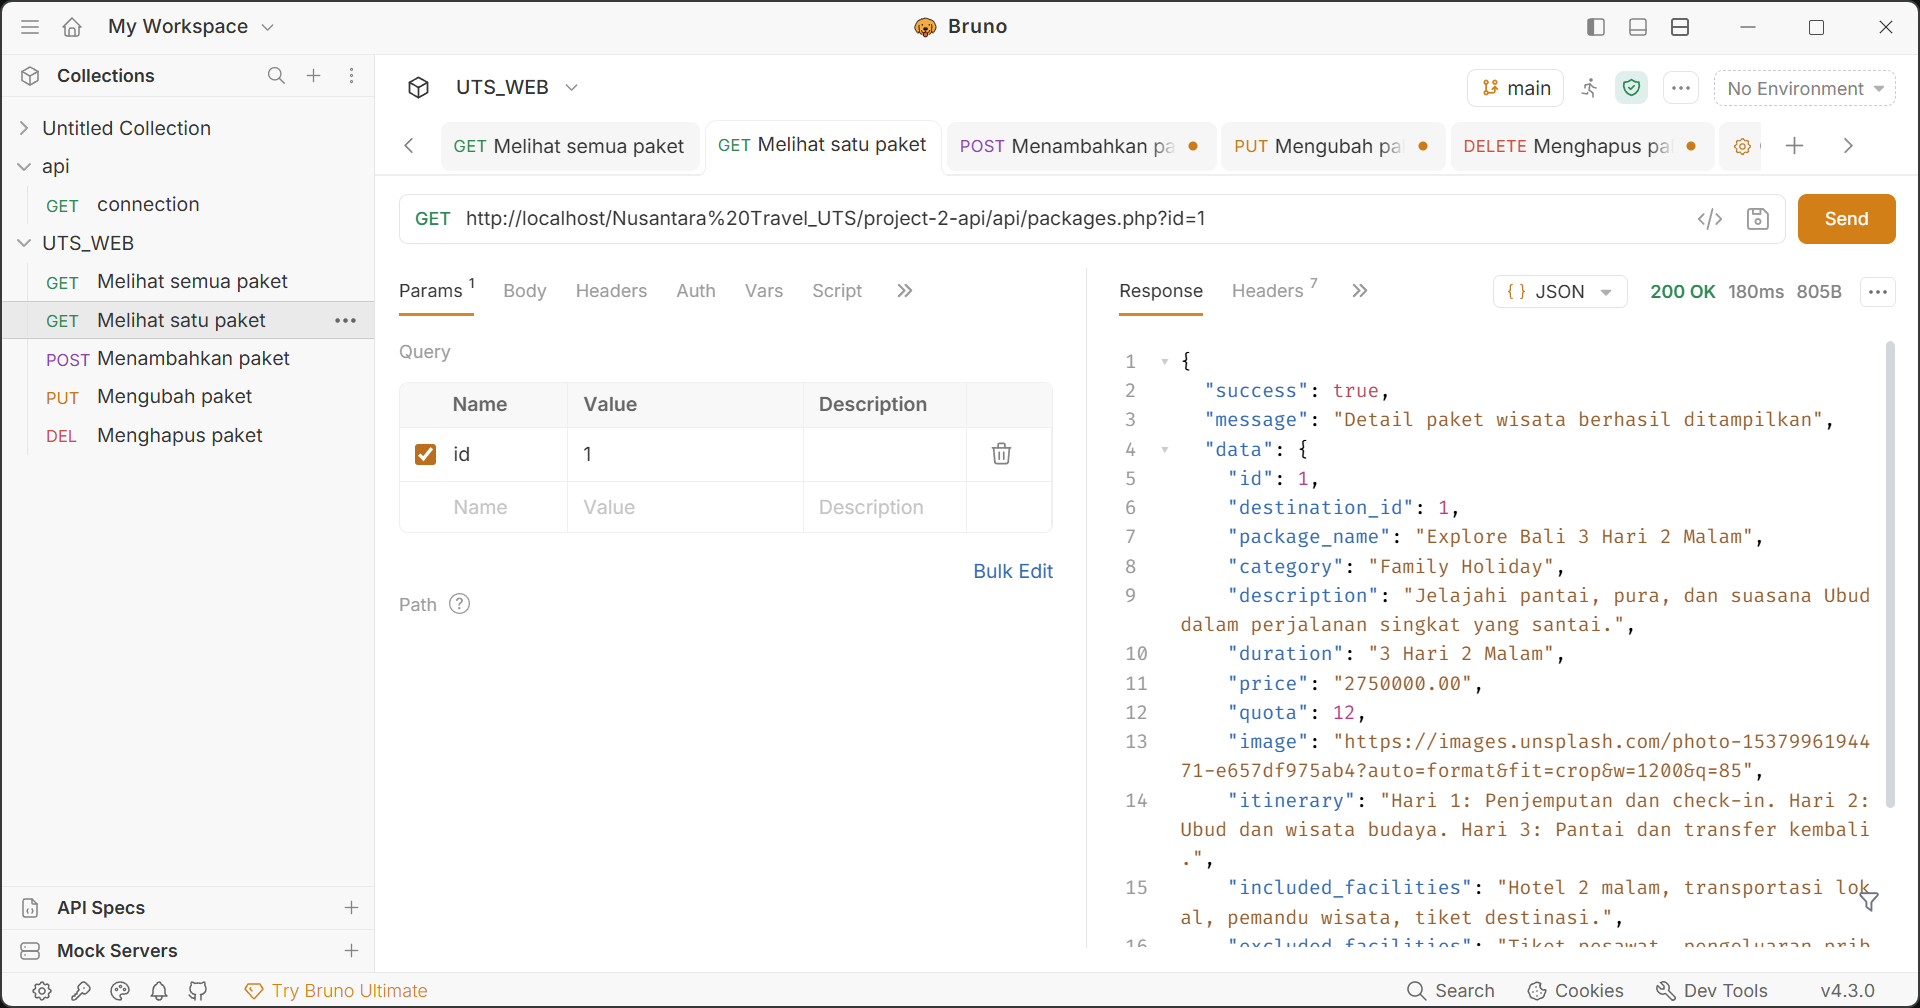 My Workspace
Bruno
Collections
Untitled Collection
api
GET connection
UTS_WEB
GET Melihat semua paket
GET Melihat satu paket
POST Menambahkan paket
PUT Mengubah paket
DEL Menghapus paket
API Specs
Mock Servers
UTS_WEB
main
No Environment
GET Melihat semua paket
GET Melihat satu paket
POST Menambahkan pa
PUT Mengubah pa
DELETE Menghapus pa
GET http://localhost/Nusantara%20Travel_UTS/project-2-api/api/packages.php?id=1
Send
Params 1 Body Headers Auth Vars Script
Query
Name Value Description
id 1
Name Value Description
Bulk Edit
Path ?
Response Headers 7
{ } JSON
200 OK 180ms 805B
1 {
2 "success": true,
3 "message": "Detail paket wisata berhasil ditampilkan",
4 "data": {
5 "id": 1,
6 "destination_id": 1,
7 "package_name": "Explore Bali 3 Hari 2 Malam",
8 "category": "Family Holiday",
9 "description": "Jelajahi pantai, pura, dan suasana Ubud
dalam perjalanan singkat yang santai.",
10 "duration": "3 Hari 2 Malam",
11 "price": "2750000.00",
12 "quota": 12,
13 "image": "https://images.unsplash.com/photo-15379961944
71-e657df975ab4?auto=format&fit=crop&w=1200&q=85",
14 "itinerary": "Hari 1: Penjemputan dan check-in. Hari 2:
Ubud dan wisata budaya. Hari 3: Pantai dan transfer kembali
.",
15 "included_facilities": "Hotel 2 malam, transportasi lok
al, pemandu wisata, tiket destinasi.",
16 "excluded_facilities": "Tiket pesawat, pengeluaran prib
Try Bruno Ultimate
Search
Cookies
Dev Tools
v4.3.0